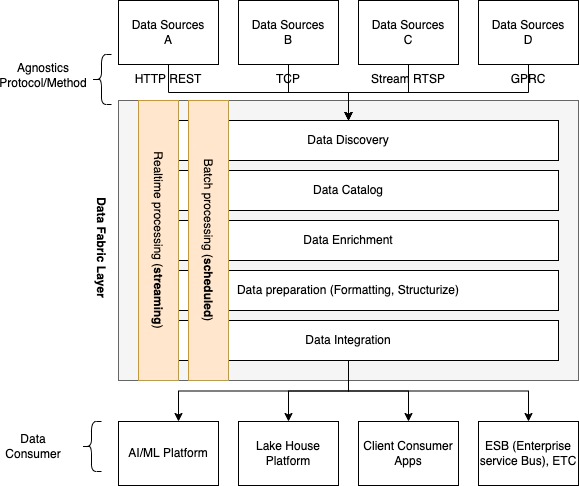 Data Sources
A
Data Sources
B
Data Sources
C
Data Sources
D
Agnostics
Protocol/Method
HTTP REST
TCP
Stream RTSP
GPRC
Data Fabric Layer
Realtime processing (streaming)
Batch processing (scheduled)
Data Discovery
Data Catalog
Data Enrichment
Data preparation (Formatting, Structurize)
Data Integration
Data
Consumer
AI/ML Platform
Lake House
Platform
Client Consumer
Apps
ESB (Enterprise
service Bus), ETC